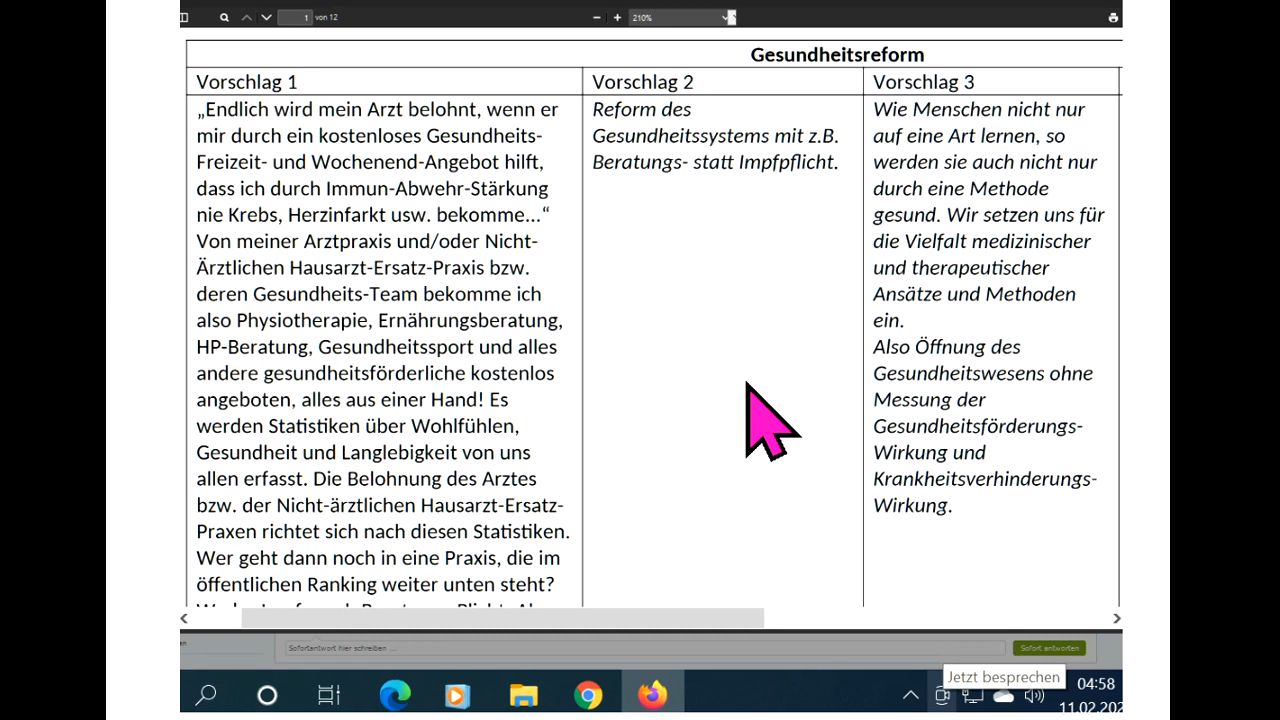 1 von 12
210%
Gesundheitsreform
Vorschlag 1
„Endlich wird mein Arzt belohnt, wenn er
mir durch ein kostenloses Gesundheits-
Freizeit- und Wochenend-Angebot hilft,
dass ich durch Immun-Abwehr-Stärkung
nie Krebs, Herzinfarkt usw. bekomme...“
Von meiner Arztpraxis und/oder Nicht-
Ärztlichen Hausarzt-Ersatz-Praxis bzw.
deren Gesundheits-Team bekomme ich
also Physiotherapie, Ernährungsberatung,
HP-Beratung, Gesundheitssport und alles
andere gesundheitsförderliche kostenlos
angeboten, alles aus einer Hand! Es
werden Statistiken über Wohlfühlen,
Gesundheit und Langlebigkeit von uns
allen erfasst. Die Belohnung des Arztes
bzw. der Nicht-ärztlichen Hausarzt-Ersatz-
Praxen richtet sich nach diesen Statistiken.
Wer geht dann noch in eine Praxis, die im
öffentlichen Ranking weiter unten steht?
Vorschlag 2
Reform des
Gesundheitssystems mit z.B.
Beratungs- statt Impfpflicht.
Vorschlag 3
Wie Menschen nicht nur
auf eine Art lernen, so
werden sie auch nicht nur
durch eine Methode
gesund. Wir setzen uns für
die Vielfalt medizinischer
und therapeutischer
Ansätze und Methoden
ein.
Also Öffnung des
Gesundheitswesens ohne
Messung der
Gesundheitsförderungs-
Wirkung und
Krankheitsverhinderungs-
Wirkung.
Sofortantwort hier schreiben ...
Sofort antworten
Jetzt besprechen
04:58
11.02.202